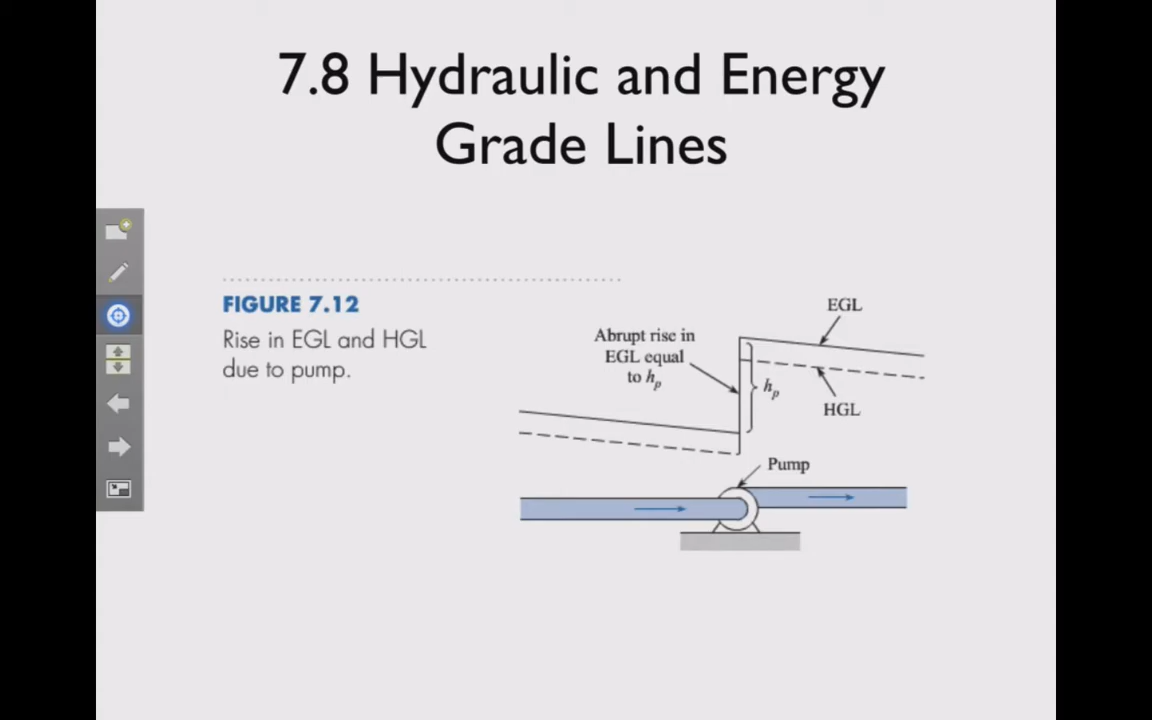 7.8 Hydraulic and Energy
Grade Lines
FIGURE 7.12
Rise in EGL and HGL
due to pump.
Abrupt rise in
EGL equal
to hₚ
EGL
hₚ
HGL
Pump